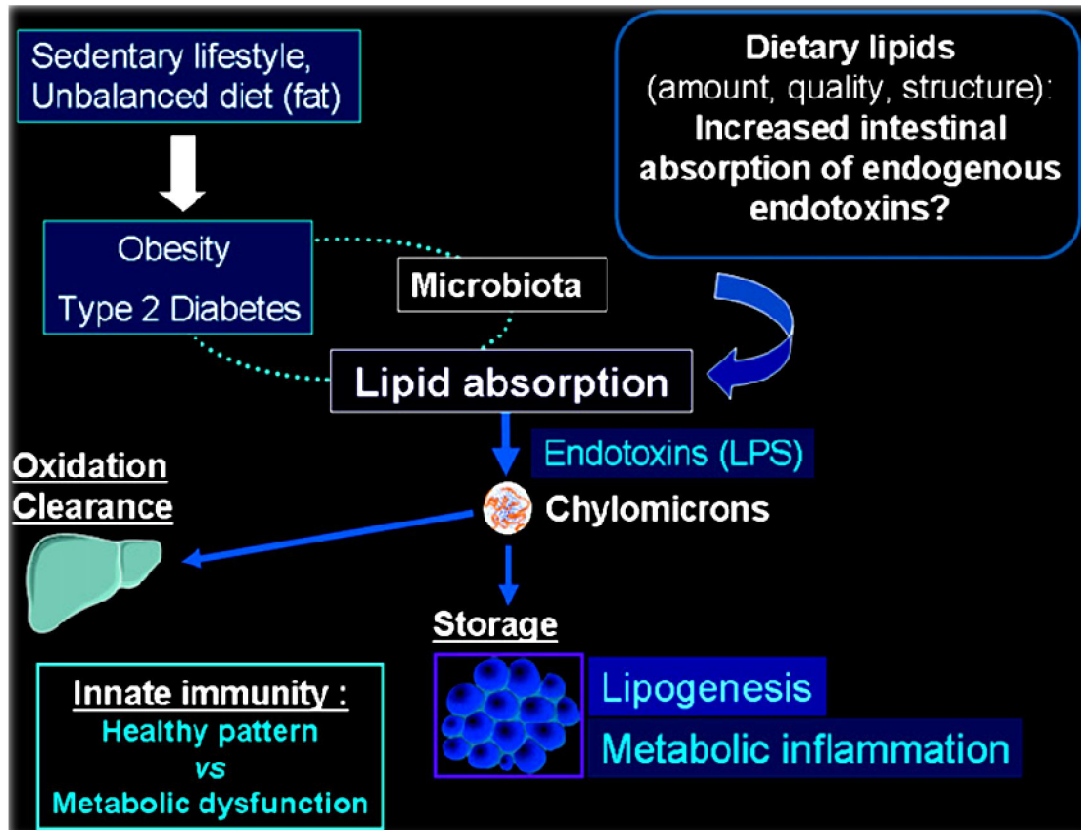 Sedentary lifestyle,
Unbalanced diet (fat)
Dietary lipids
(amount, quality, structure):
Increased intestinal
absorption of endogenous
endotoxins?
Obesity
Type 2 Diabetes
Microbiota
Lipid absorption
Endotoxins (LPS)
Oxidation
Clearance
Chylomicrons
Storage
Lipogenesis
Metabolic inflammation
Innate immunity :
Healthy pattern
vs
Metabolic dysfunction